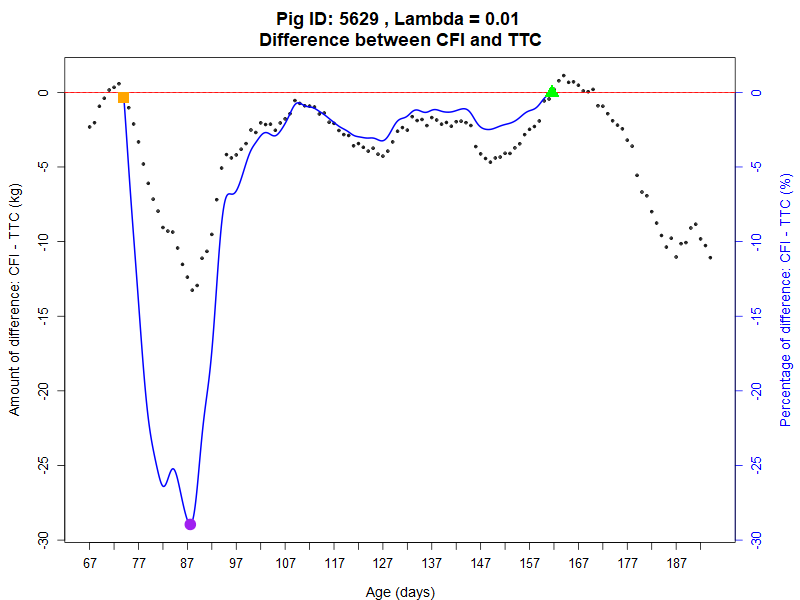 Pig ID: 5629 , Lambda = 0.01
Difference between CFI and TTC
Amount of difference: CFI - TTC (kg)
0
-5
-10
-15
-20
-25
-30
0
-5
-10
-15
-20
-25
-30
Percentage of difference: CFI - TTC (%)
67 77 87 97 107 117 127 137 147 157 167 177 187
Age (days)